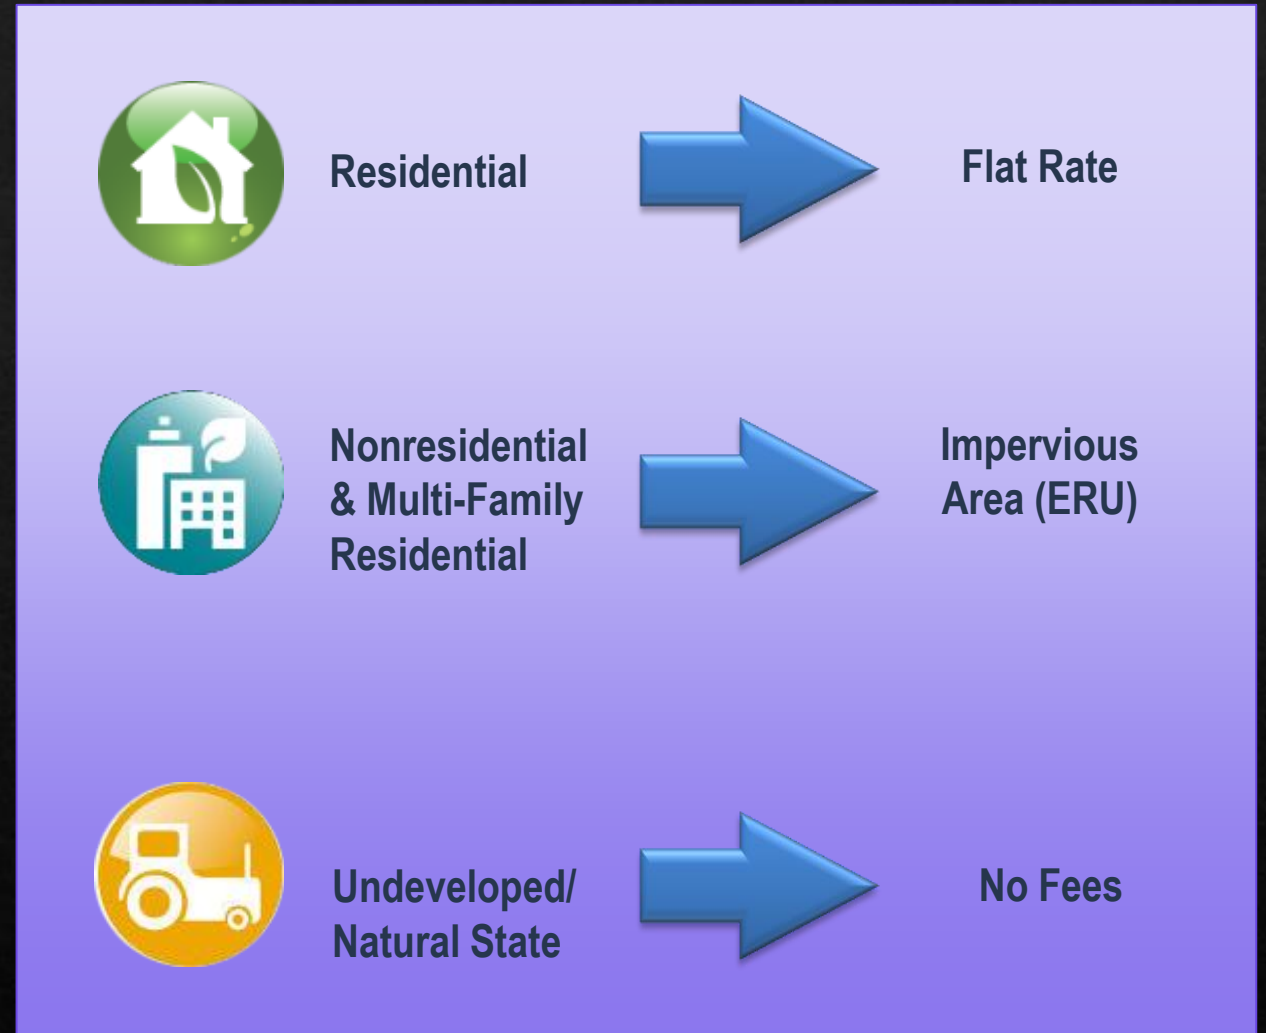 Residential
Flat Rate
Nonresidential
& Multi-Family
Residential
Impervious
Area (ERU)
Undeveloped/
Natural State
No Fees